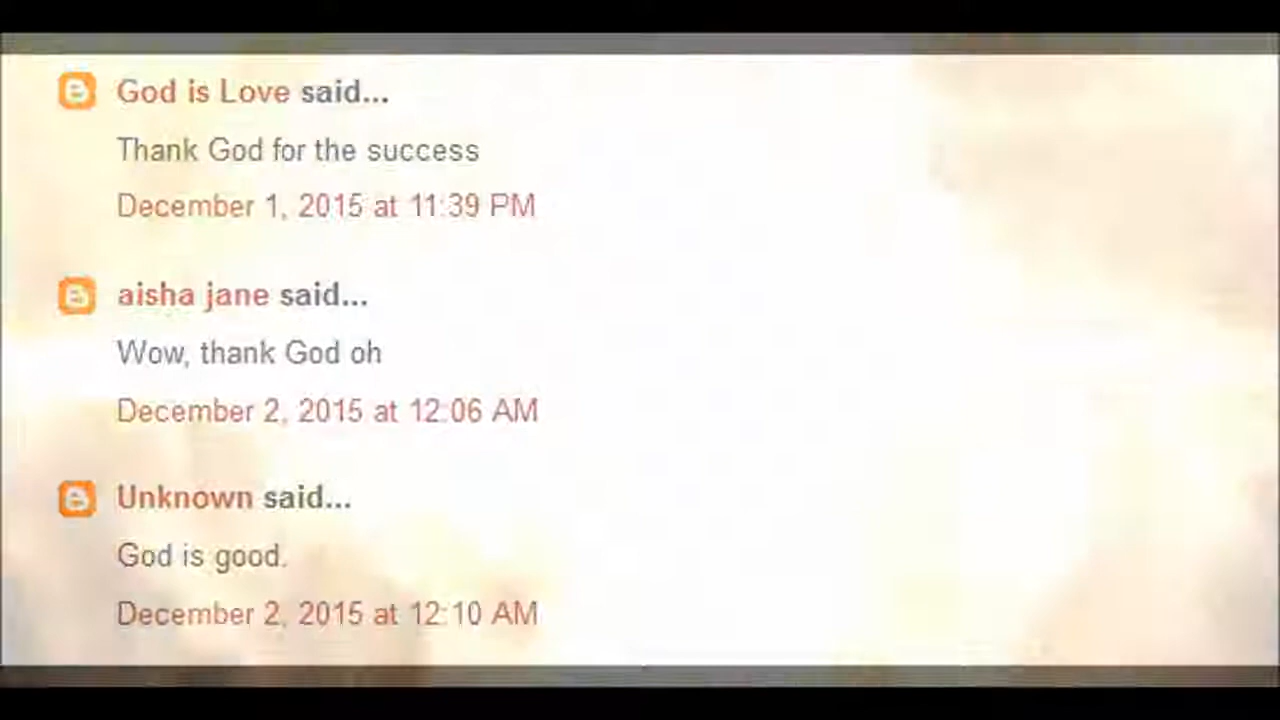 God is Love said...
Thank God for the success
December 1, 2015 at 11:39 PM
aisha jane said...
Wow, thank God oh
December 2, 2015 at 12:06 AM
Unknown said...
God is good.
December 2, 2015 at 12:10 AM